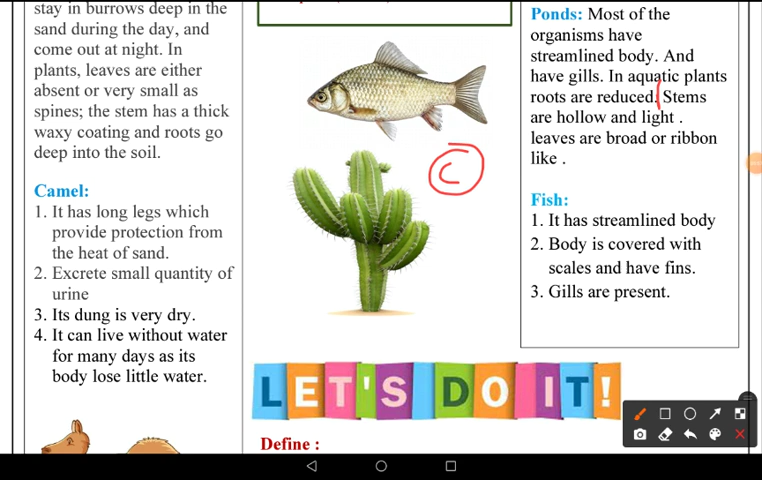 stay in burrows deep in the
sand during the day, and
come out at night. In
plants, leaves are either
absent or very small as
spines; the stem has a thick
waxy coating and roots go
deep into the soil.
Camel:
1. It has long legs which
provide protection from
the heat of sand.
2. Excrete small quantity of
urine
3. Its dung is very dry.
4. It can live without water
for many days as its
body lose little water.
C
LET'S DO IT!
Define :
Ponds: Most of the
organisms have
streamlined body. And
have gills. In aquatic plants
roots are reduced. Stems
are hollow and light .
leaves are broad or ribbon
like .
Fish:
1. It has streamlined body
2. Body is covered with
scales and have fins.
3. Gills are present.